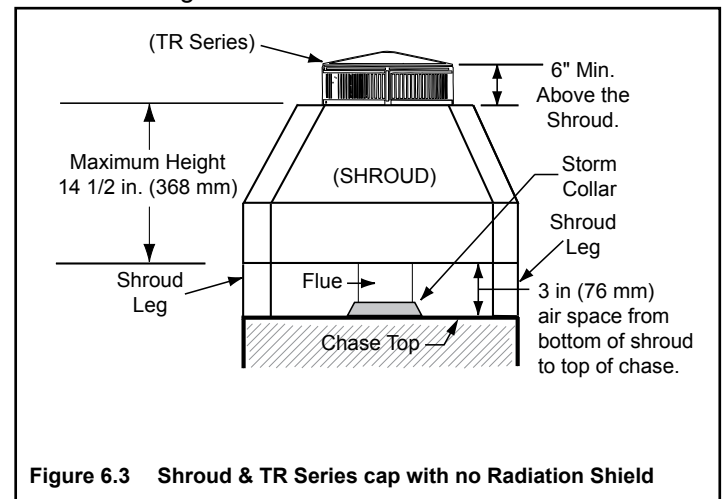 (TR Series)
6" Min.
Above the
Shroud.
Maximum Height
14 1/2 in. (368 mm)
(SHROUD)
Storm
Collar
Shroud
Leg
Shroud
Leg
Flue
3 in (76 mm)
air space from
bottom of shroud
to top of chase.
Chase Top
Figure 6.3 Shroud & TR Series cap with no Radiation Shield